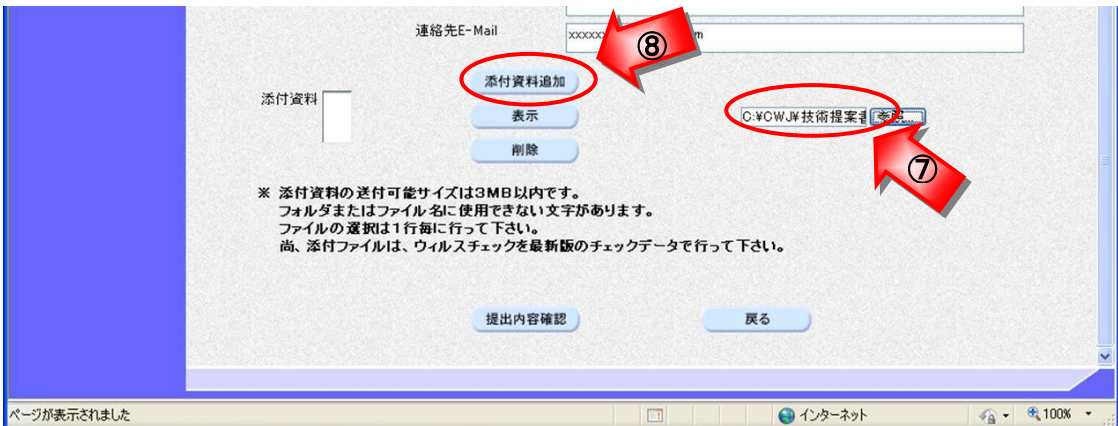 連絡先E-Mail
xxxxxx
m
⑧
添付資料追加
添付資料
表示
C:¥CWJ¥技術提案書
参照...
削除
⑦
※ 添付資料の送付可能サイズは3MB以内です。
フォルダまたはファイル名に使用できない文字があります。
ファイルの選択は1行毎に行って下さい。
尚、添付ファイルは、ウィルスチェックを最新版のチェックデータで行って下さい。
提出内容確認
戻る
ページが表示されました
インターネット
100%